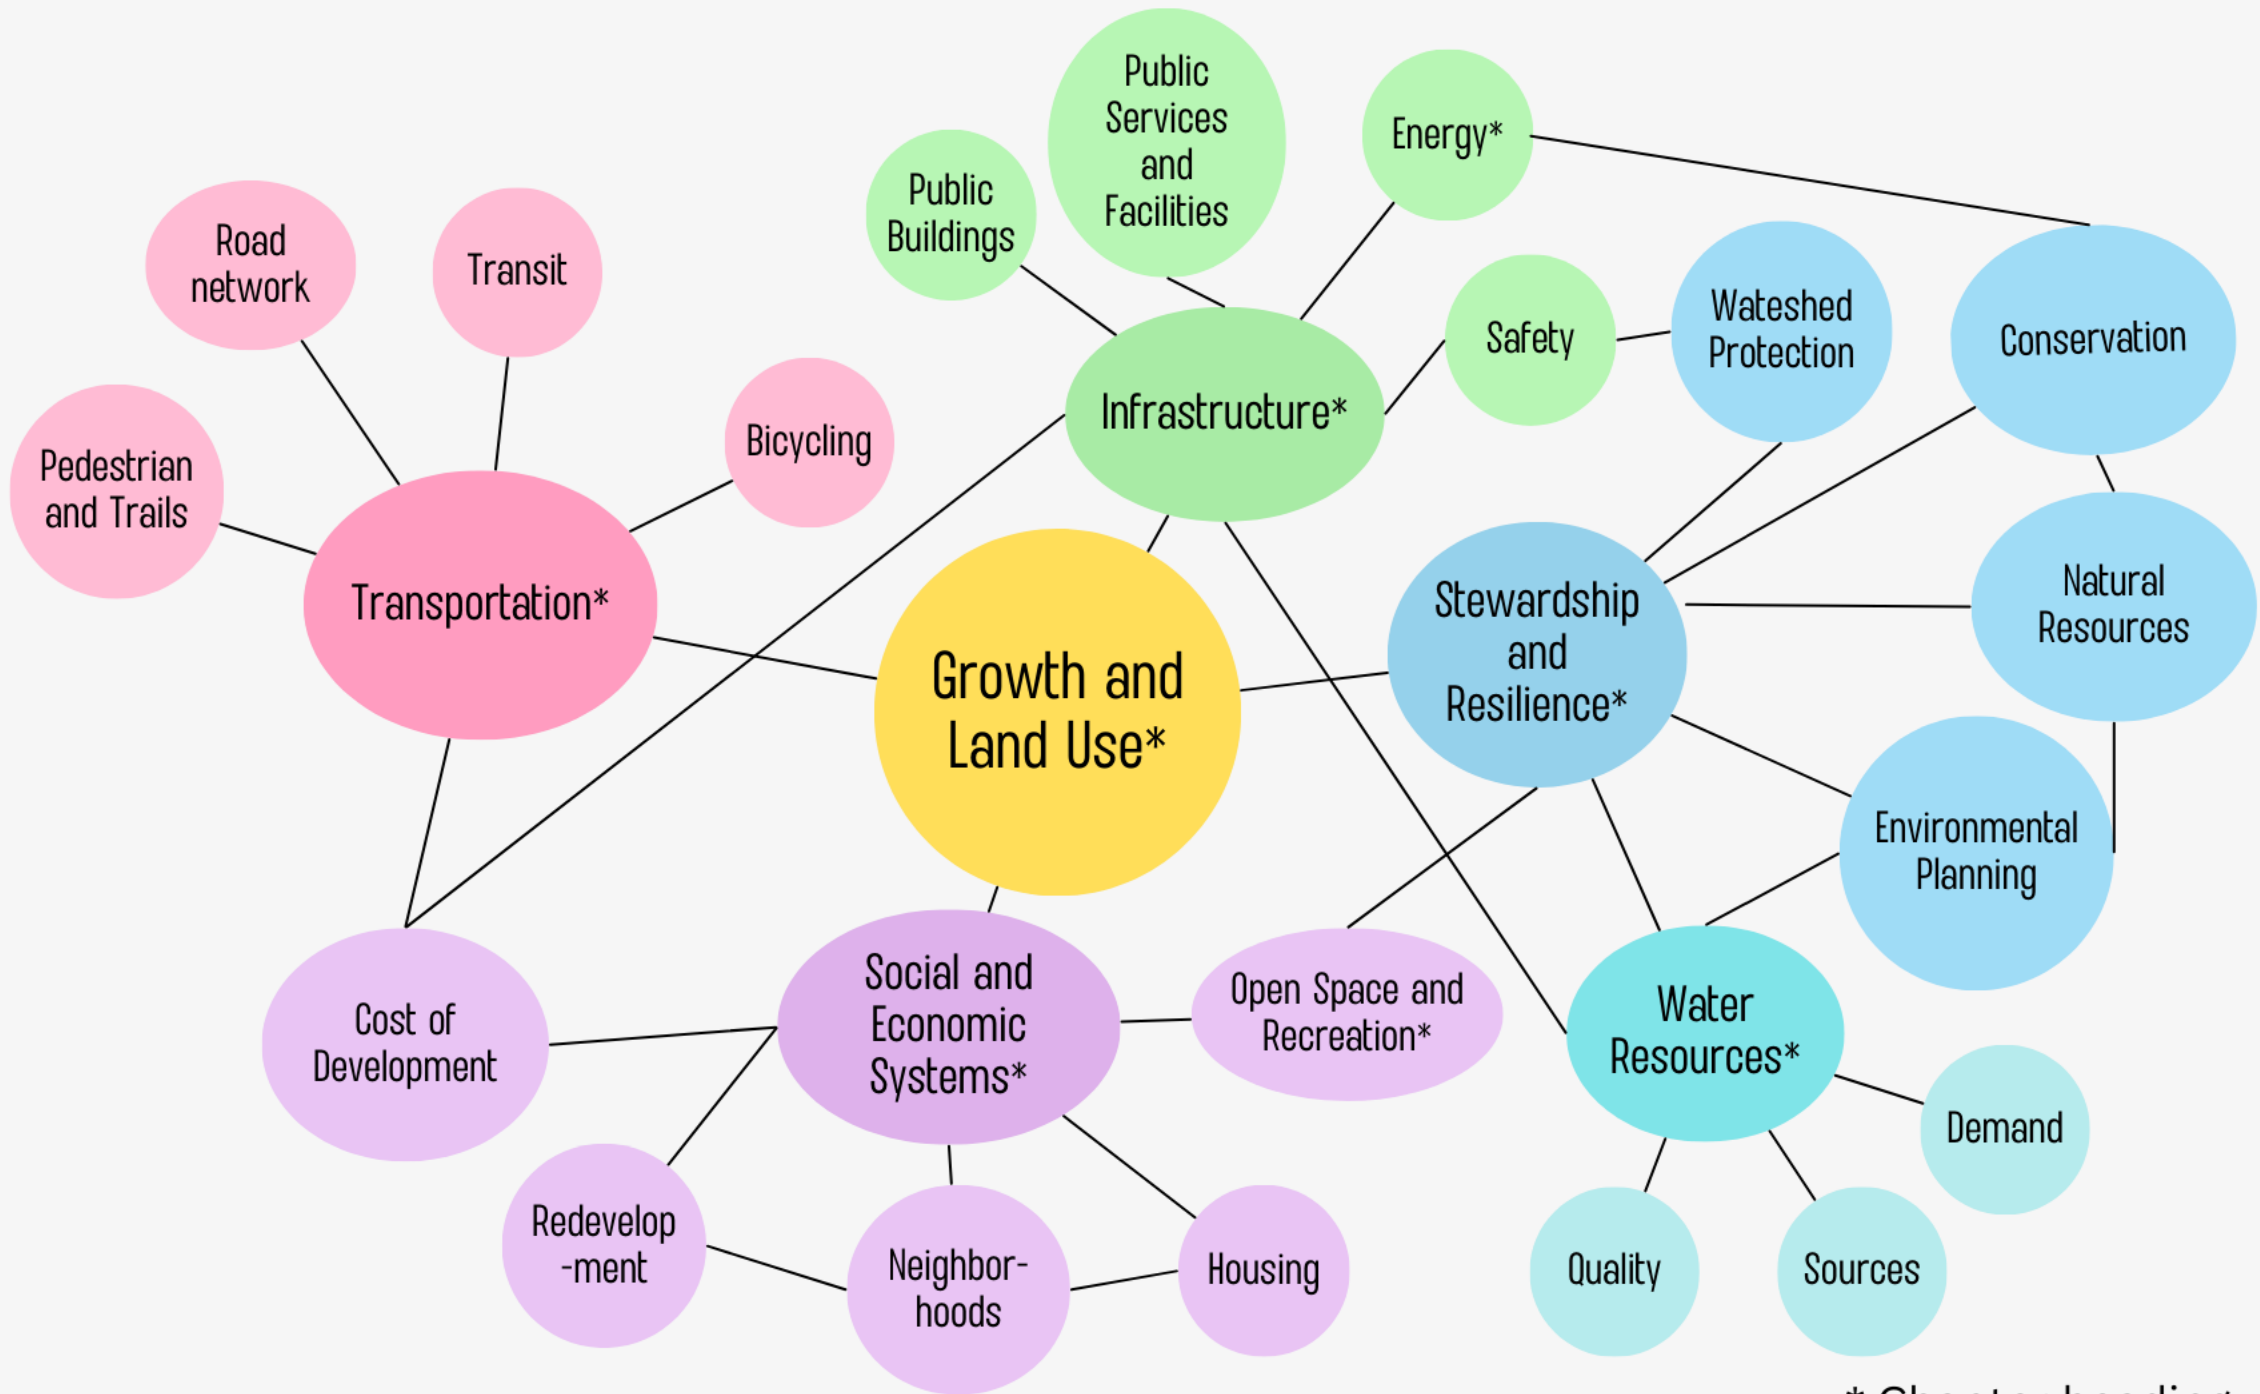 Public
Services
and
Facilities
Energy*
Public
Buildings
Road
network
Transit
Safety
Wateshed
Protection
Conservation
Infrastructure*
Bicycling
Pedestrian
and Trails
Transportation*
Growth and
Land Use*
Stewardship
and
Resilience*
Natural
Resources
Environmental
Planning
Cost of
Development
Social and
Economic
Systems*
Open Space and
Recreation*
Water
Resources*
Demand
Redevelop
-ment
Neighbor-
hoods
Housing
Quality
Sources